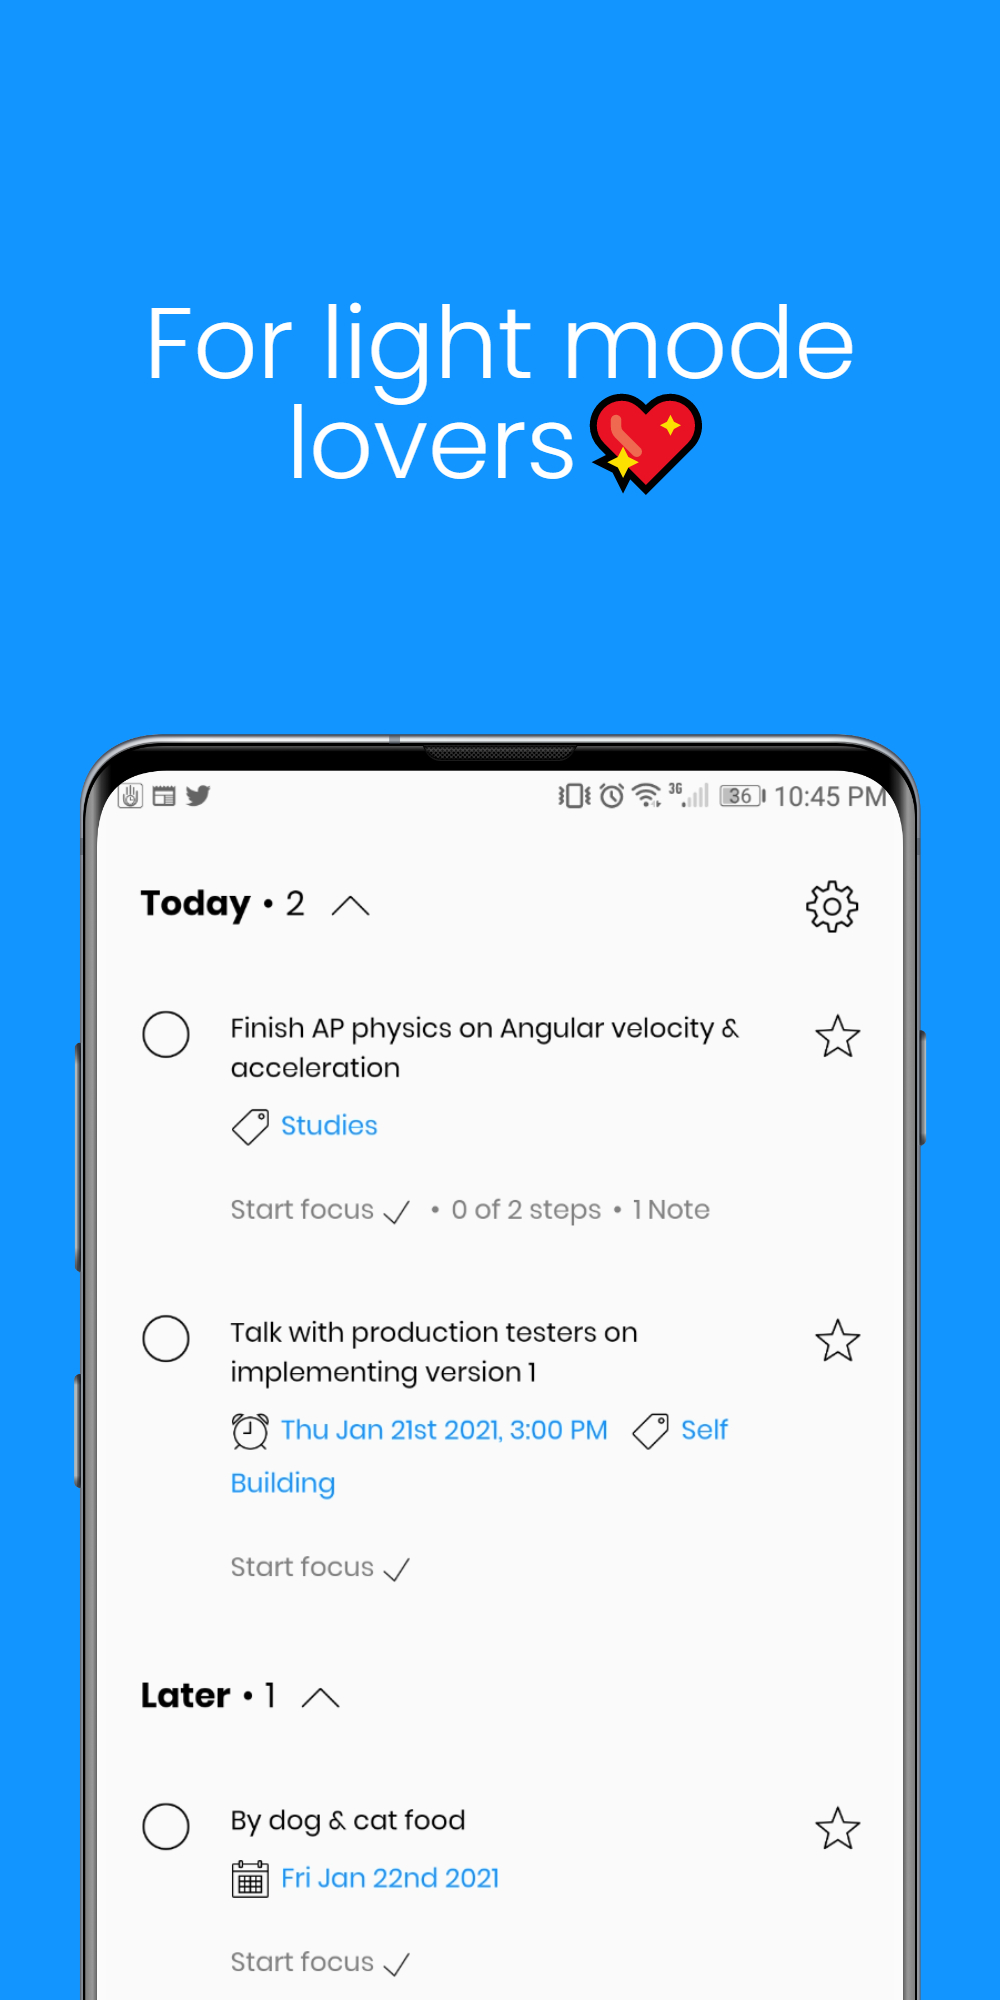 For light mode
lovers💖
3G 36 10:45 PM
Today • 2
Finish AP physics on Angular velocity &
acceleration
Studies
Start focus • 0 of 2 steps • 1 Note
Talk with production testers on
implementing version 1
Thu Jan 21st 2021, 3:00 PM Self
Building
Start focus
Later • 1
By dog & cat food
Fri Jan 22nd 2021
Start focus